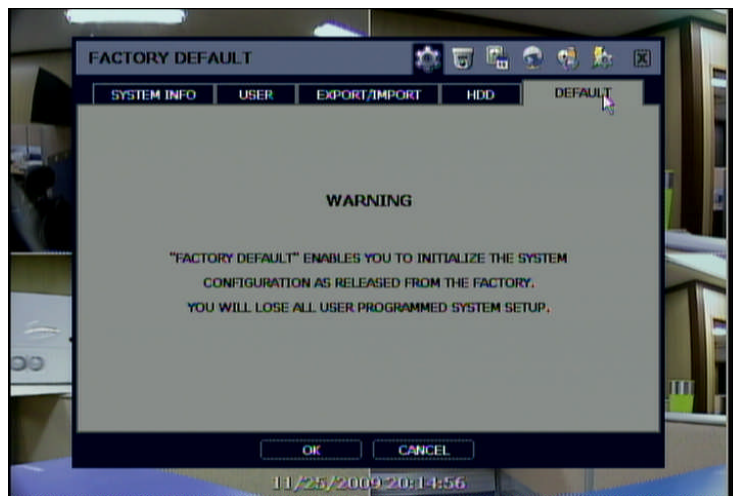 FACTORY DEFAULT
SYSTEM INFO USER EXPORT/IMPORT HDD DEFAULT
WARNING
"FACTORY DEFAULT" ENABLES YOU TO INITIALIZE THE SYSTEM
CONFIGURATION AS RELEASED FROM THE FACTORY.
YOU WILL LOSE ALL USER PROGRAMMED SYSTEM SETUP.
OK CANCEL
11/25/2009 20:14:56